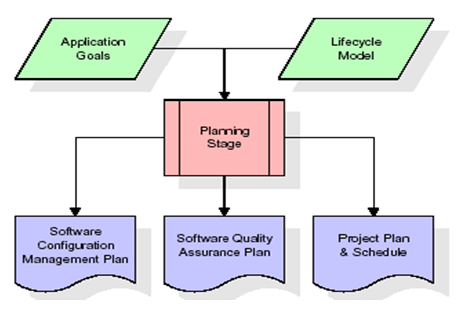 Application
Goals
Lifecycle
Model
Planning
Stage
Software
Configuration
Management Plan
Software Quality
Assurance Plan
Project Plan
& Schedule